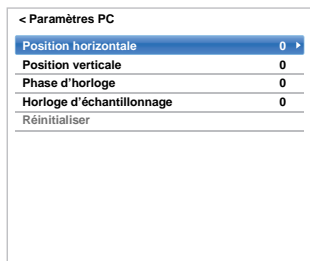 < Paramètres PC
Position horizontale 0
Position verticale 0
Phase d’horloge 0
Horloge d’échantillonnage 0
Réinitialiser